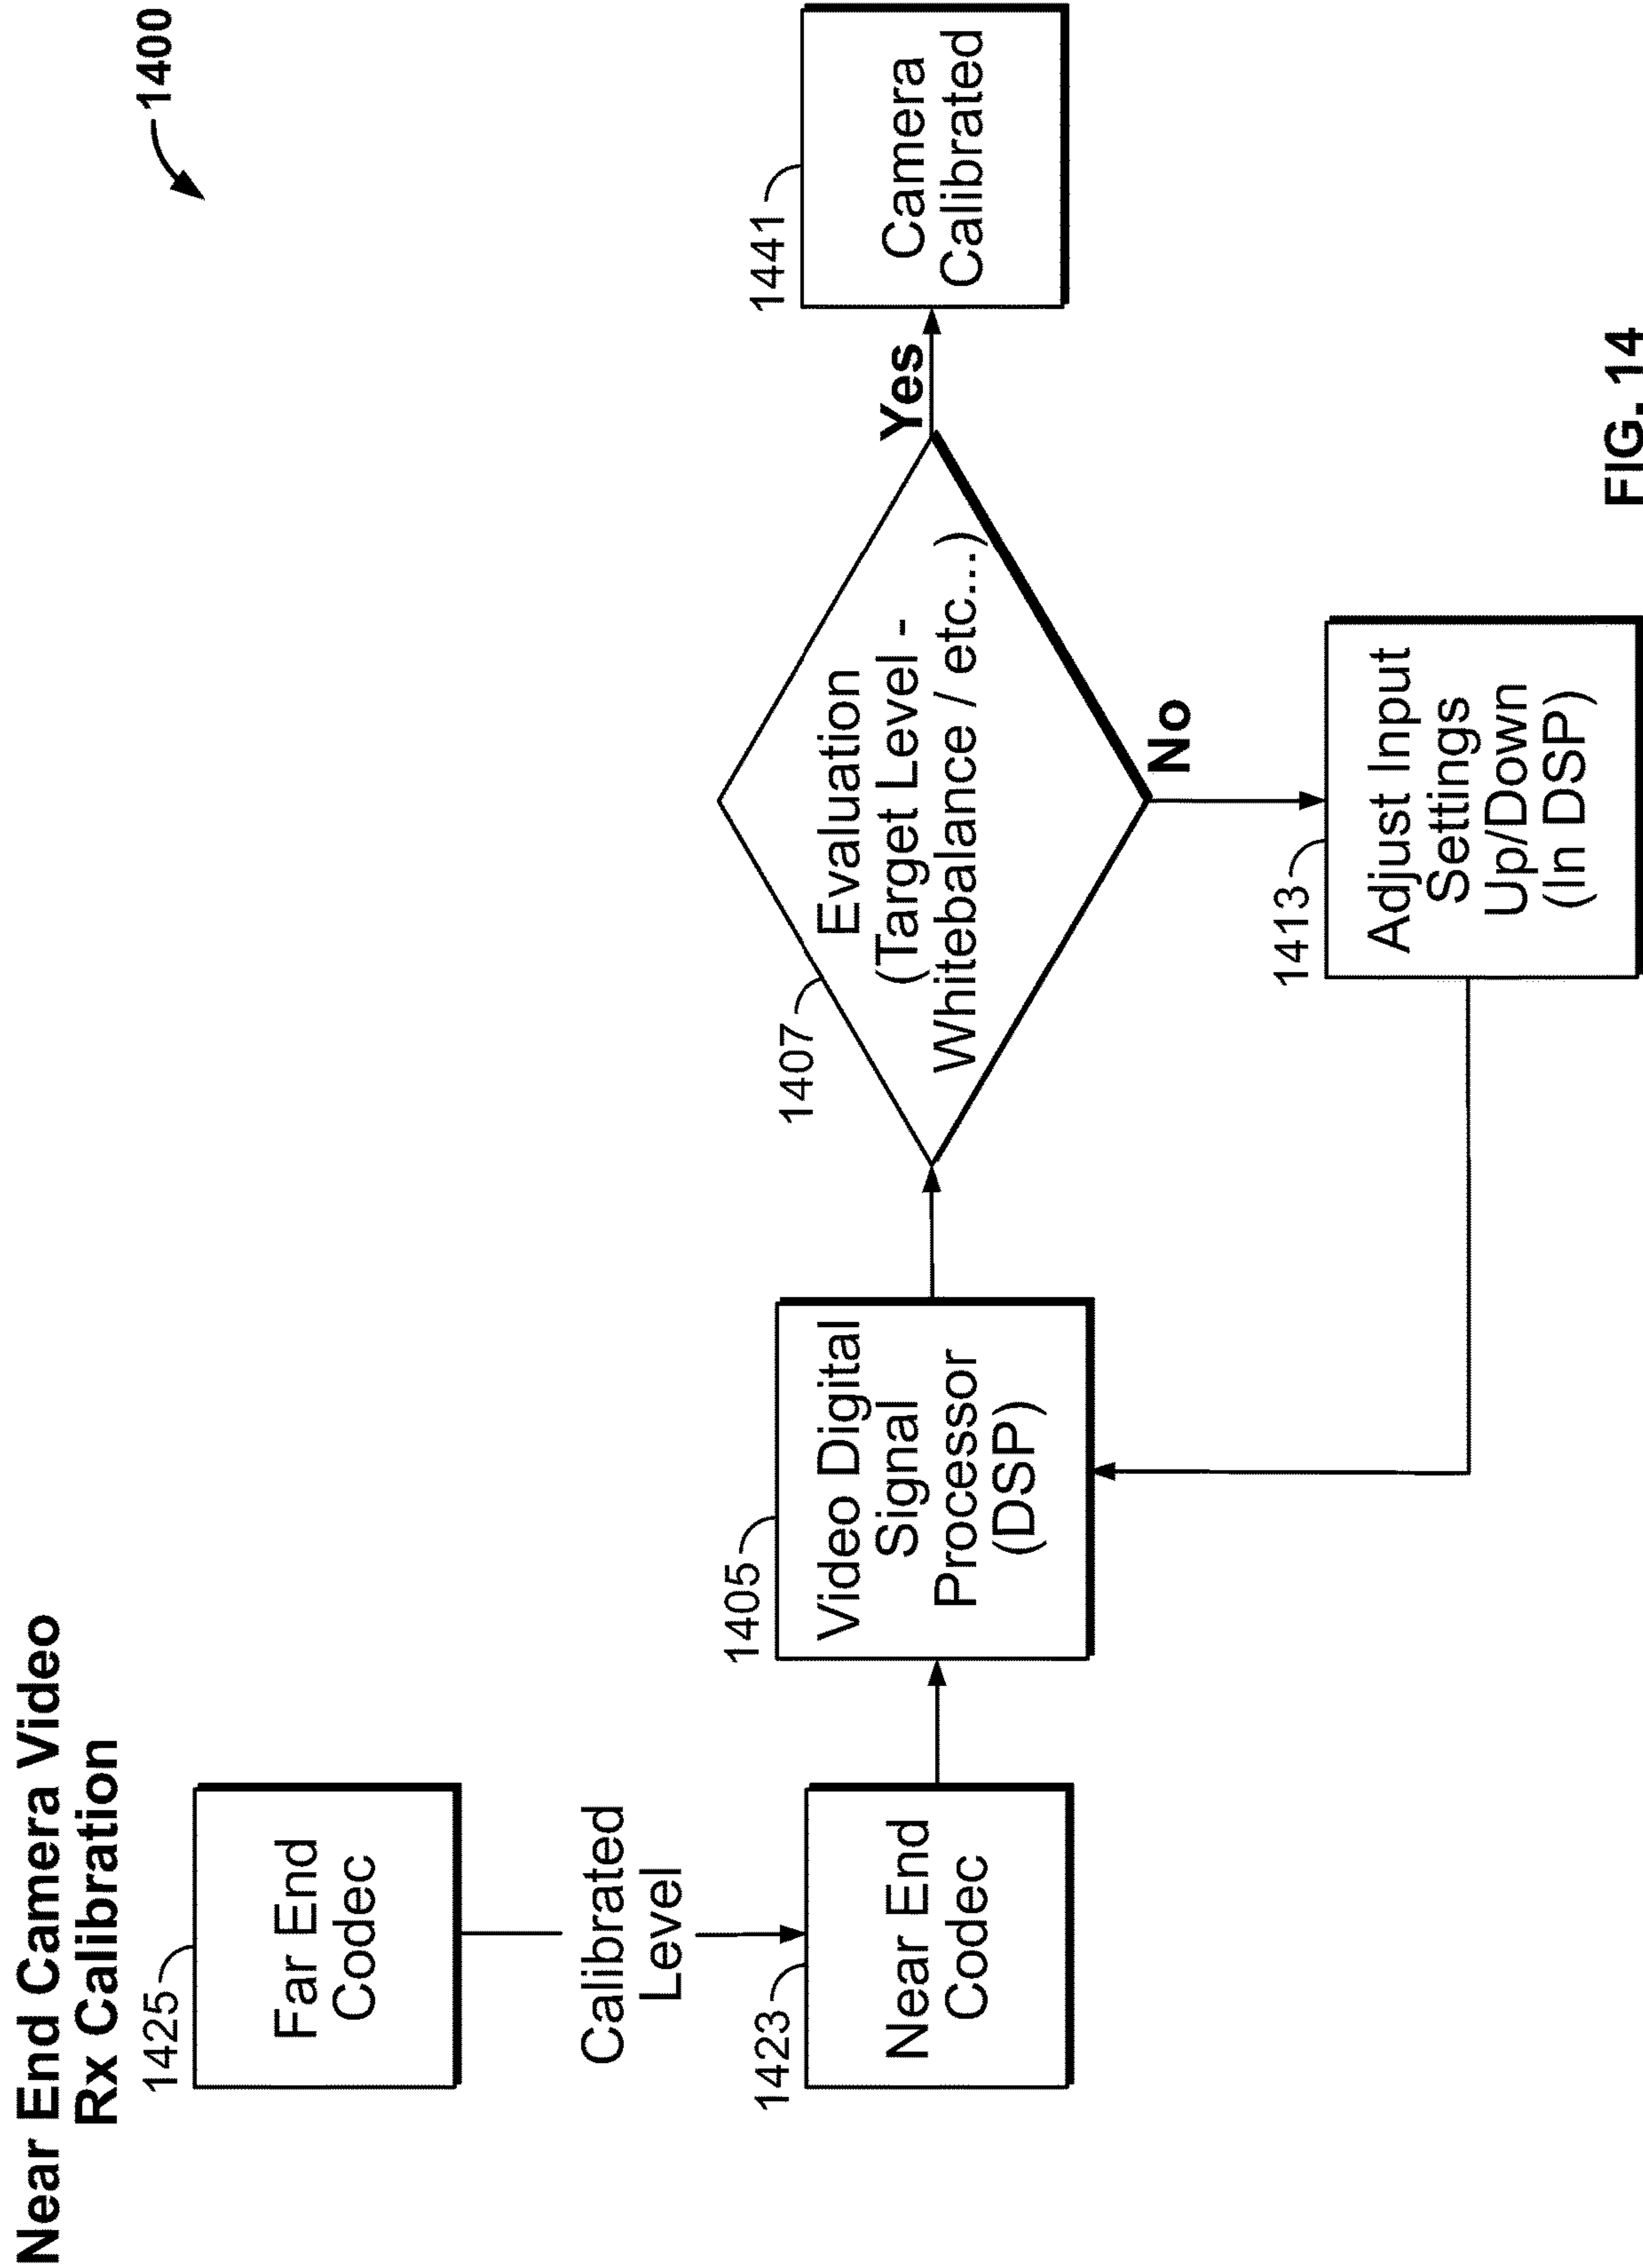 Near End Camera Video
Rx Calibration
1400
1425
Far End
Codec
Calibrated
Level
1423
Near End
Codec
1405
Video Digital
Signal
Processor
(DSP)
1407
Evaluation
(Target Level -
Whitebalance / etc...)
Yes
1441
Camera
Calibrated
No
1413
Adjust Input
Settings
Up/Down
(In DSP)
FIG. 14